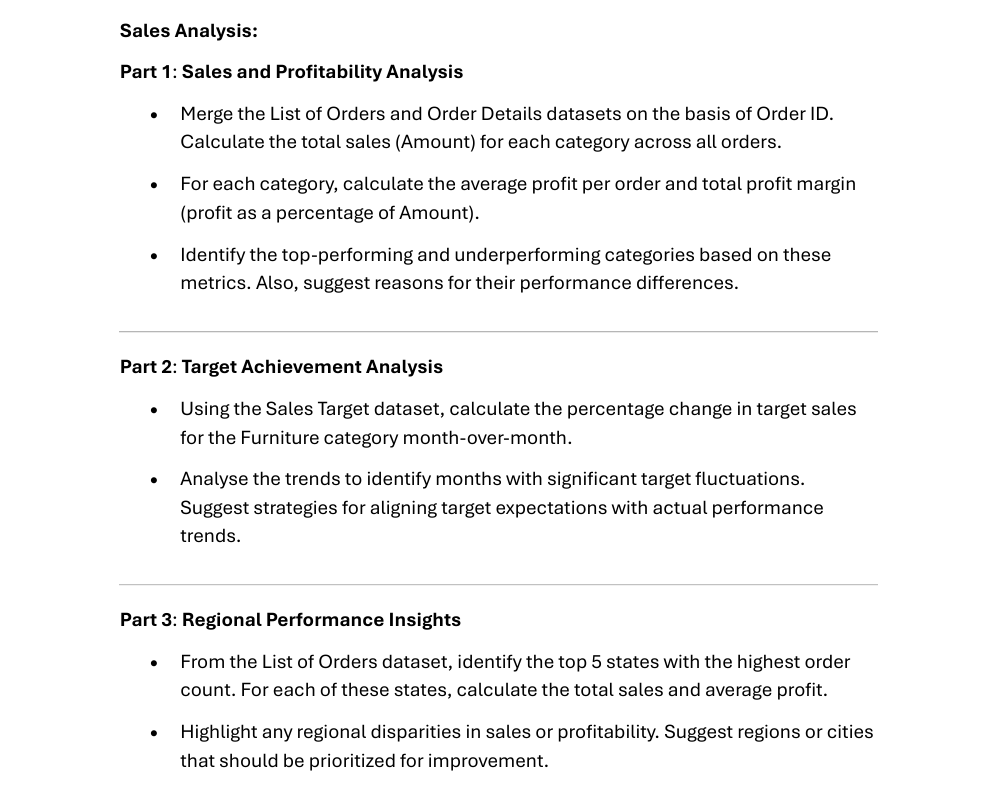 Sales Analysis:
Part 1: Sales and Profitability Analysis
• Merge the List of Orders and Order Details datasets on the basis of Order ID.
Calculate the total sales (Amount) for each category across all orders.
• For each category, calculate the average profit per order and total profit margin
(profit as a percentage of Amount).
• Identify the top-performing and underperforming categories based on these
metrics. Also, suggest reasons for their performance differences.
Part 2: Target Achievement Analysis
• Using the Sales Target dataset, calculate the percentage change in target sales
for the Furniture category month-over-month.
• Analyse the trends to identify months with significant target fluctuations.
Suggest strategies for aligning target expectations with actual performance
trends.
Part 3: Regional Performance Insights
• From the List of Orders dataset, identify the top 5 states with the highest order
count. For each of these states, calculate the total sales and average profit.
• Highlight any regional disparities in sales or profitability. Suggest regions or cities
that should be prioritized for improvement.